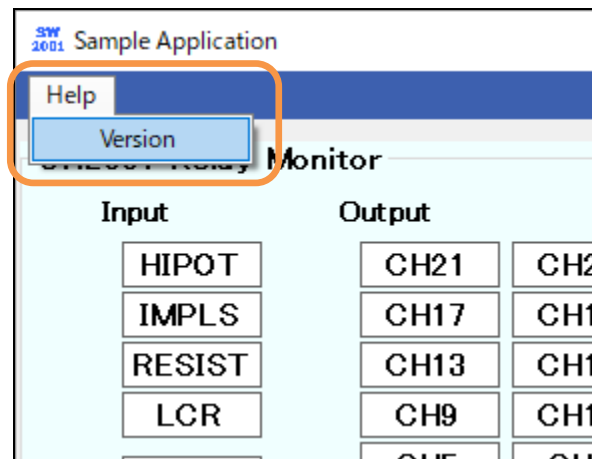 SW
2001 Sample Application
Help
Version
Monitor
Input Output
HIPOT CH21
IMPLS CH17
RESIST CH13
LCR CH9